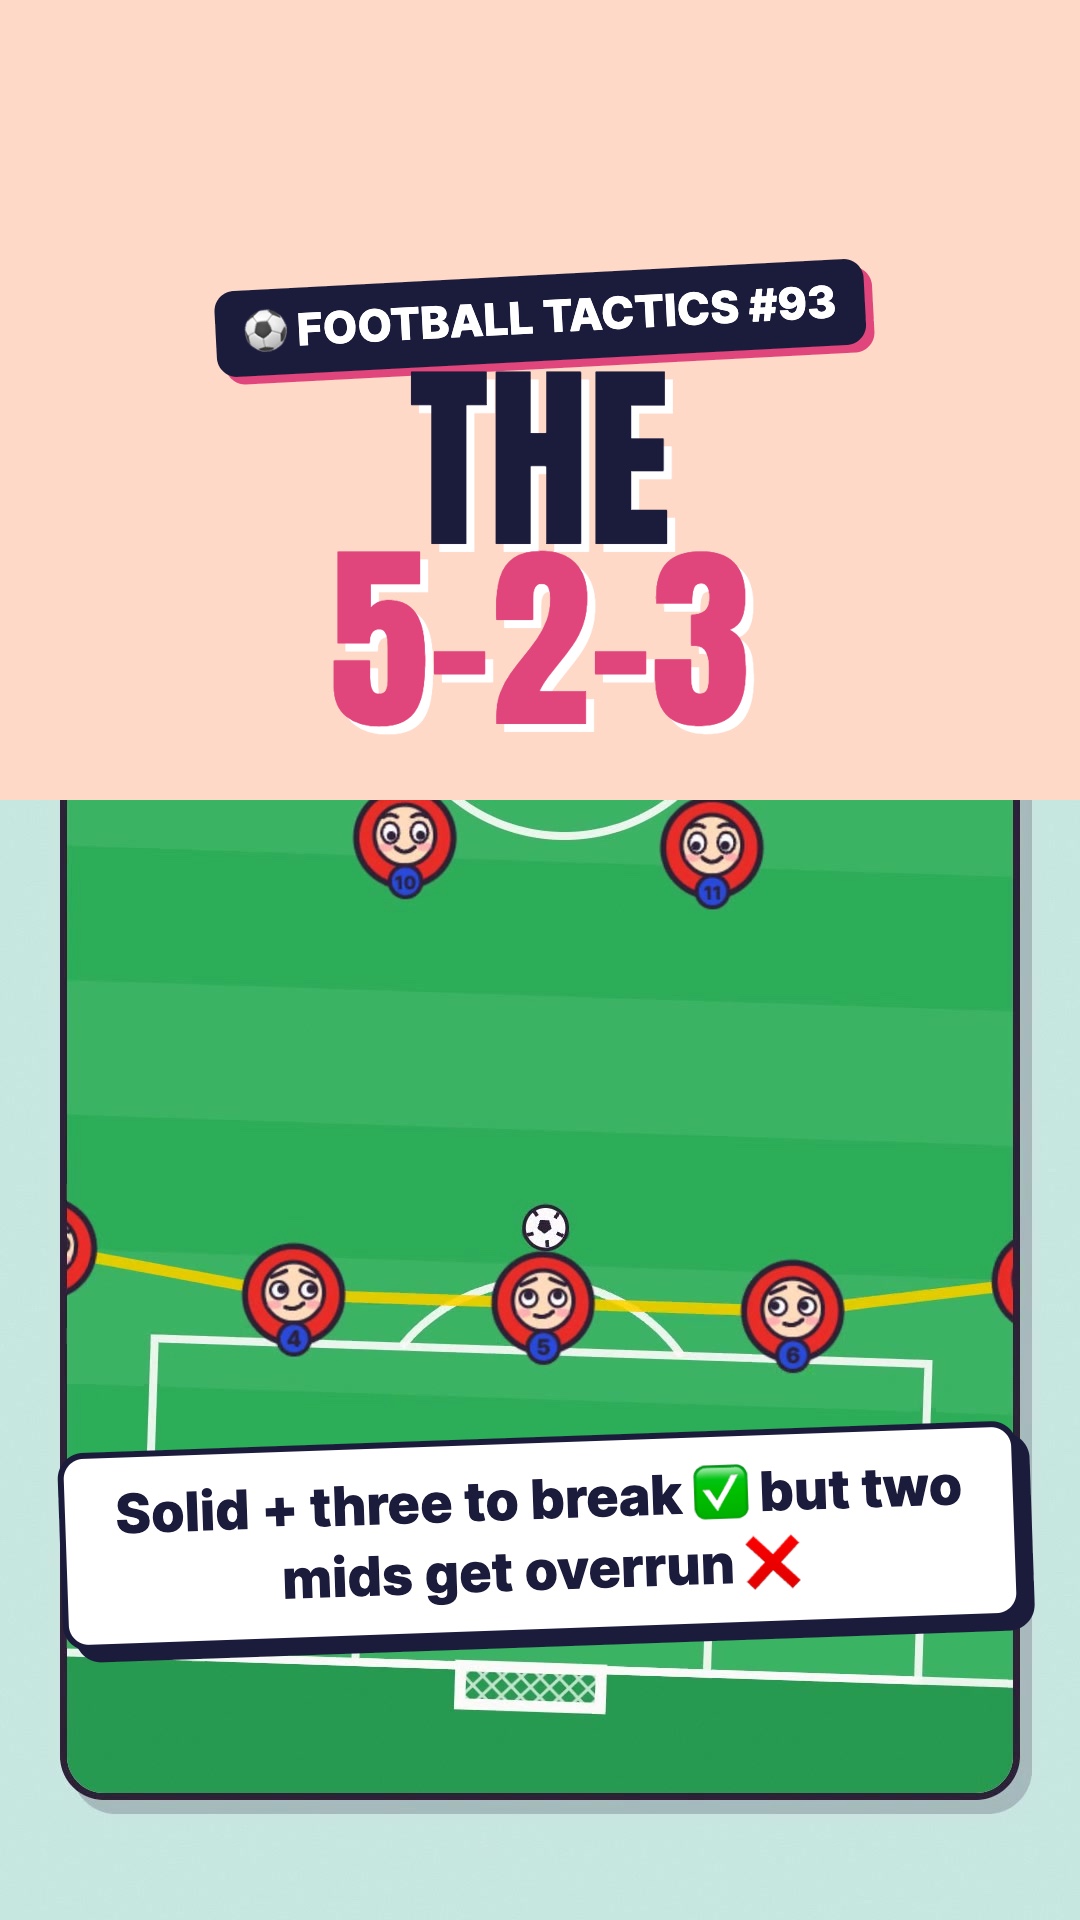 ⚽ FOOTBALL TACTICS #93
THE
5-2-3
10
11
4
5
6
Solid + three to break ✅ but two
mids get overrun ❌